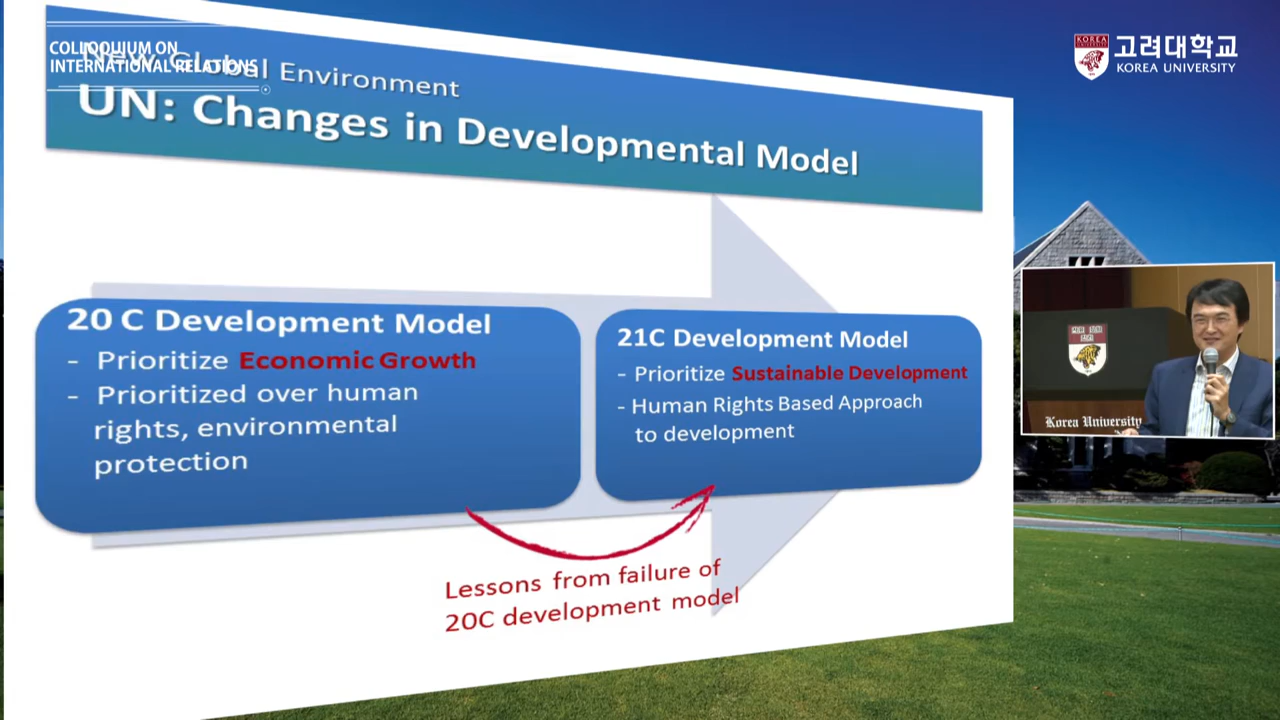 COLLOQUIUM ON
INTERNATIONAL RELATIONS
New Global Environment
UN: Changes in Developmental Model
KOREA
고려대학교
KOREA UNIVERSITY
20 C Development Model
- Prioritize Economic Growth
- Prioritized over human
rights, environmental
protection
21C Development Model
- Prioritize Sustainable Development
- Human Rights Based Approach
to development
Lessons from failure of
20C development model
Korea University